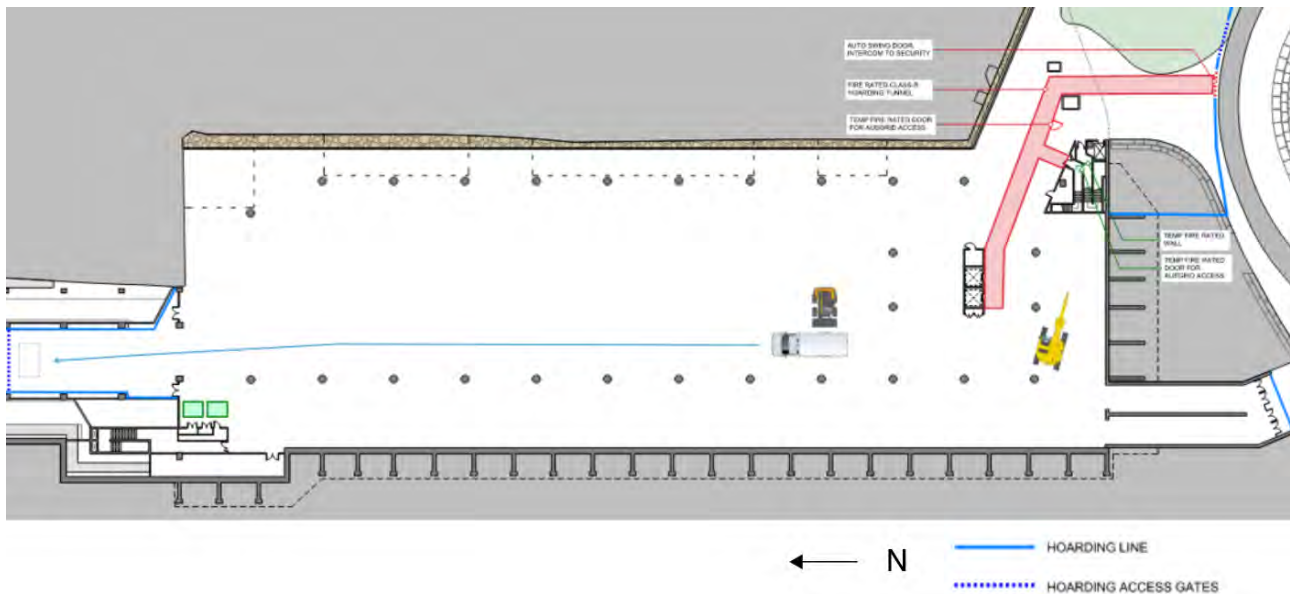 AUTO SWING DOOR,
INTERCOM TO SECURITY
FIRE RATED CLASS-B
HOARDING TUNNEL
TEMP FIRE RATED DOOR
FOR AUSGRID ACCESS
TEMP FIRE RATED
WALL
TEMP FIRE RATED
DOOR FOR
AUSGRID ACCESS
N
HOARDING LINE
HOARDING ACCESS GATES